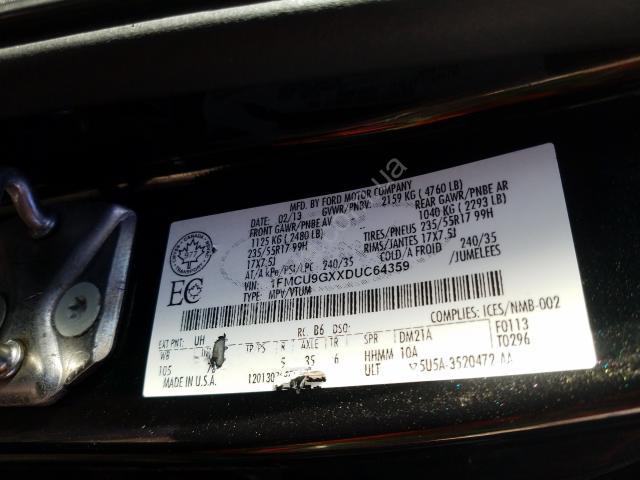 MFD. BY FORD MOTOR COMPANY
DATE: 02/13 GVWR/PNBV: 2159 KG ( 4760 LB)
FRONT GAWR/PNBE AV REAR GAWR/PNBE AR
1125 KG ( 2480 LB) 1040 KG ( 2293 LB)
235/55R17 99H TIRES/PNEUS 235/55R17 99H
17X7.5J RIMS/JANTES 17X7.5J
AT/A kPa/PSI/LPC 240/35 COLD/A FROID 240/35
VIN: 1FMCU9GXXDUC64359 /JUMELEES
TYPE: MPV/VTUM
CANADA
TRANSPORT
EC
COMPLIES: ICES/NMB-002
EXT PNT: UH RC: B6 DSO: F0113
WB TP/PS R AXLE TR SPR DM21A T0296
105 5 35 6 HHMM 10A
MADE IN U.S.A. ULT 5U5A-3520472 AA